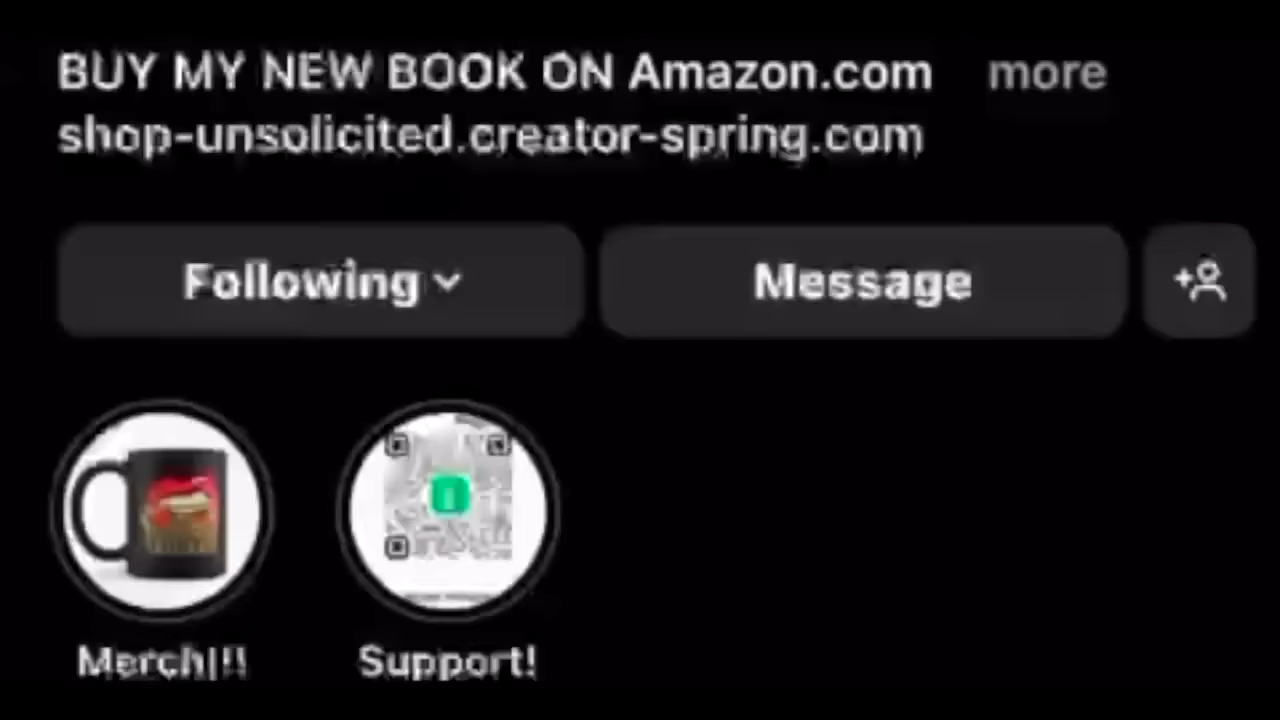 BUY MY NEW BOOK ON Amazon.com more
shop-unsolicited.creator-spring.com
Following Message
Merch!!! Support!